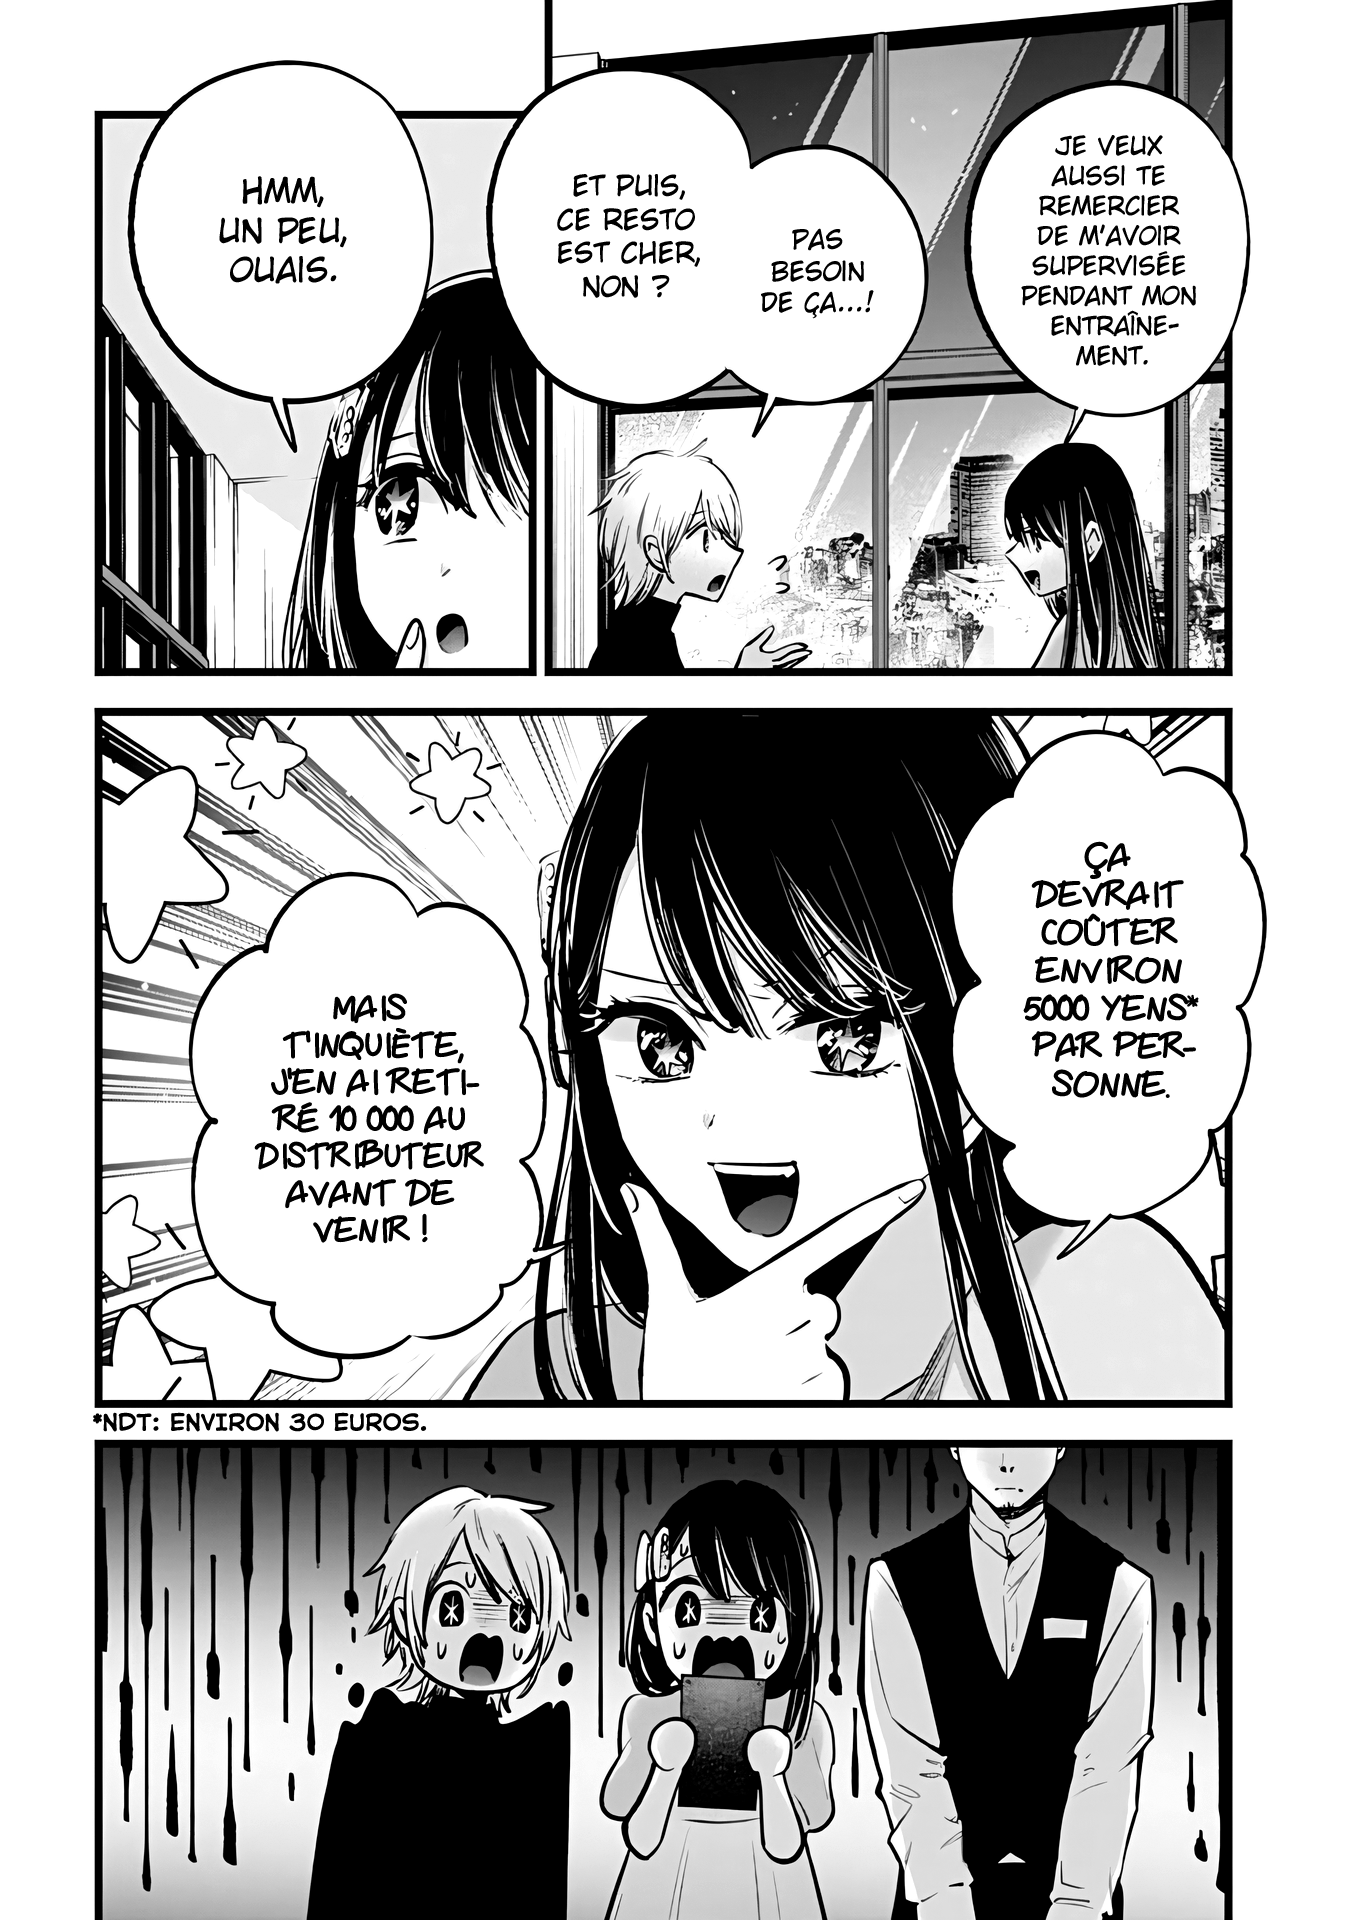 JE VEUX
AUSSI TE
REMERCIER
DE M'AVOIR
SUPERVISÉE
PENDANT MON
ENTRAÎNE-
MENT.
PAS
BESOIN
DE ÇA...!
ET PUIS,
CE RESTO
EST CHER,
NON ?
HMM,
UN PEU,
OUAIS.
ÇA
DEVRAIT
COÛTER
ENVIRON
5000 YENS*
PAR PER-
SONNE.
MAIS
T'INQUIÈTE,
J'EN AI RETI-
RÉ 10 000 AU
DISTRIBUTEUR
AVANT DE
VENIR !
*NDT: ENVIRON 30 EUROS.